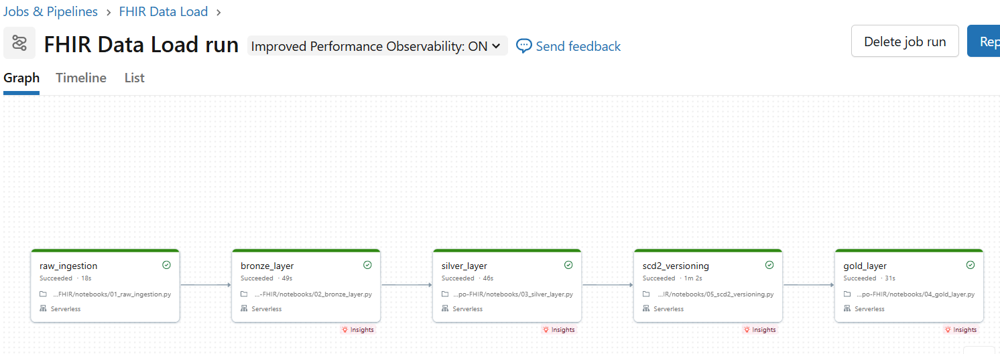 Jobs & Pipelines › FHIR Data Load ›
FHIR Data Load run Improved Performance Observability: ON Send feedback Delete job run Rep
Graph Timeline List
raw_ingestion
Succeeded · 18s
...FHIR/notebooks/01_raw_ingestion.py
Serverless
bronze_layer
Succeeded · 49s
...-FHIR/notebooks/02_bronze_layer.py
Serverless
Insights
silver_layer
Succeeded · 46s
...po-FHIR/notebooks/03_silver_layer.py
Serverless
Insights
scd2_versioning
Succeeded · 1m 2s
...IR/notebooks/05_scd2_versioning.py
Serverless
Insights
gold_layer
Succeeded · 31s
...po-FHIR/notebooks/04_gold_layer.py
Serverless
Insights